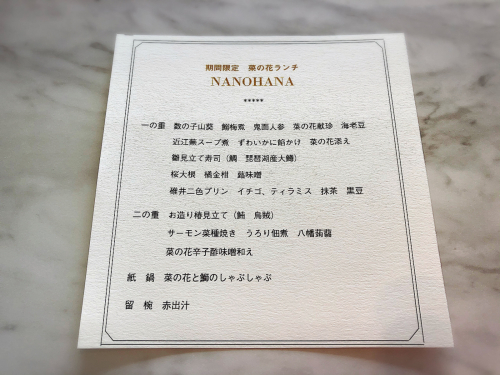 期間限定 菜の花ランチ
NANOHANA
*****
一の重 数の子山葵 鰯梅煮 鬼面人参 菜の花献珍 海老豆
近江蕪スープ煮 ずわいかに餡かけ 菜の花添え
雛見立て寿司（鯛 琵琶湖産大鱒）
桜大根 橘金柑 蕗味噌
碓井二色プリン イチゴ、ティラミス 抹茶 黒豆
二の重 お造り椿見立て（鮪 烏賊）
サーモン菜種焼き うろり佃煮 八幡蒟蒻
菜の花辛子酢味噌和え
紙 鍋 菜の花と鰤のしゃぶしゃぶ
留 椀 赤出汁